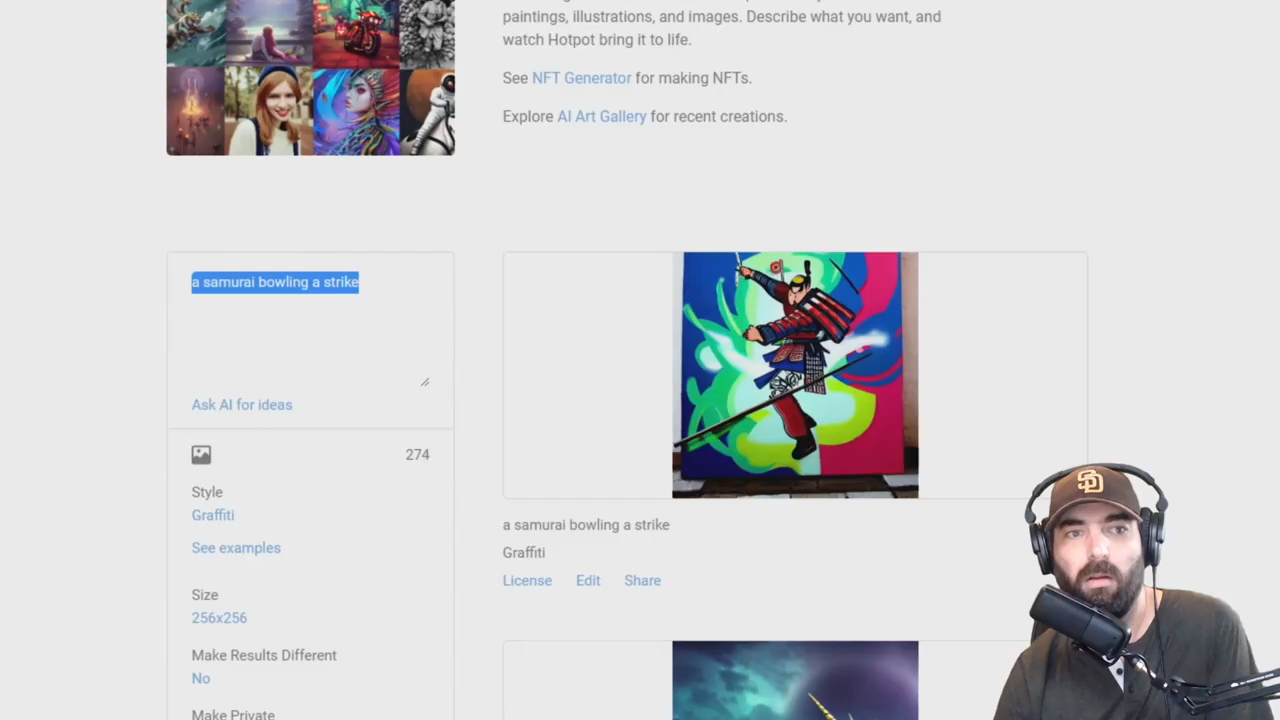 paintings, illustrations, and images. Describe what you want, and
watch Hotpot bring it to life.
See NFT Generator for making NFTs.
Explore AI Art Gallery for recent creations.
a samurai bowling a strike
Ask AI for ideas
274
Style
Graffiti
See examples
Size
256x256
Make Results Different
No
Make Private
a samurai bowling a strike
Graffiti
License Edit Share
SD